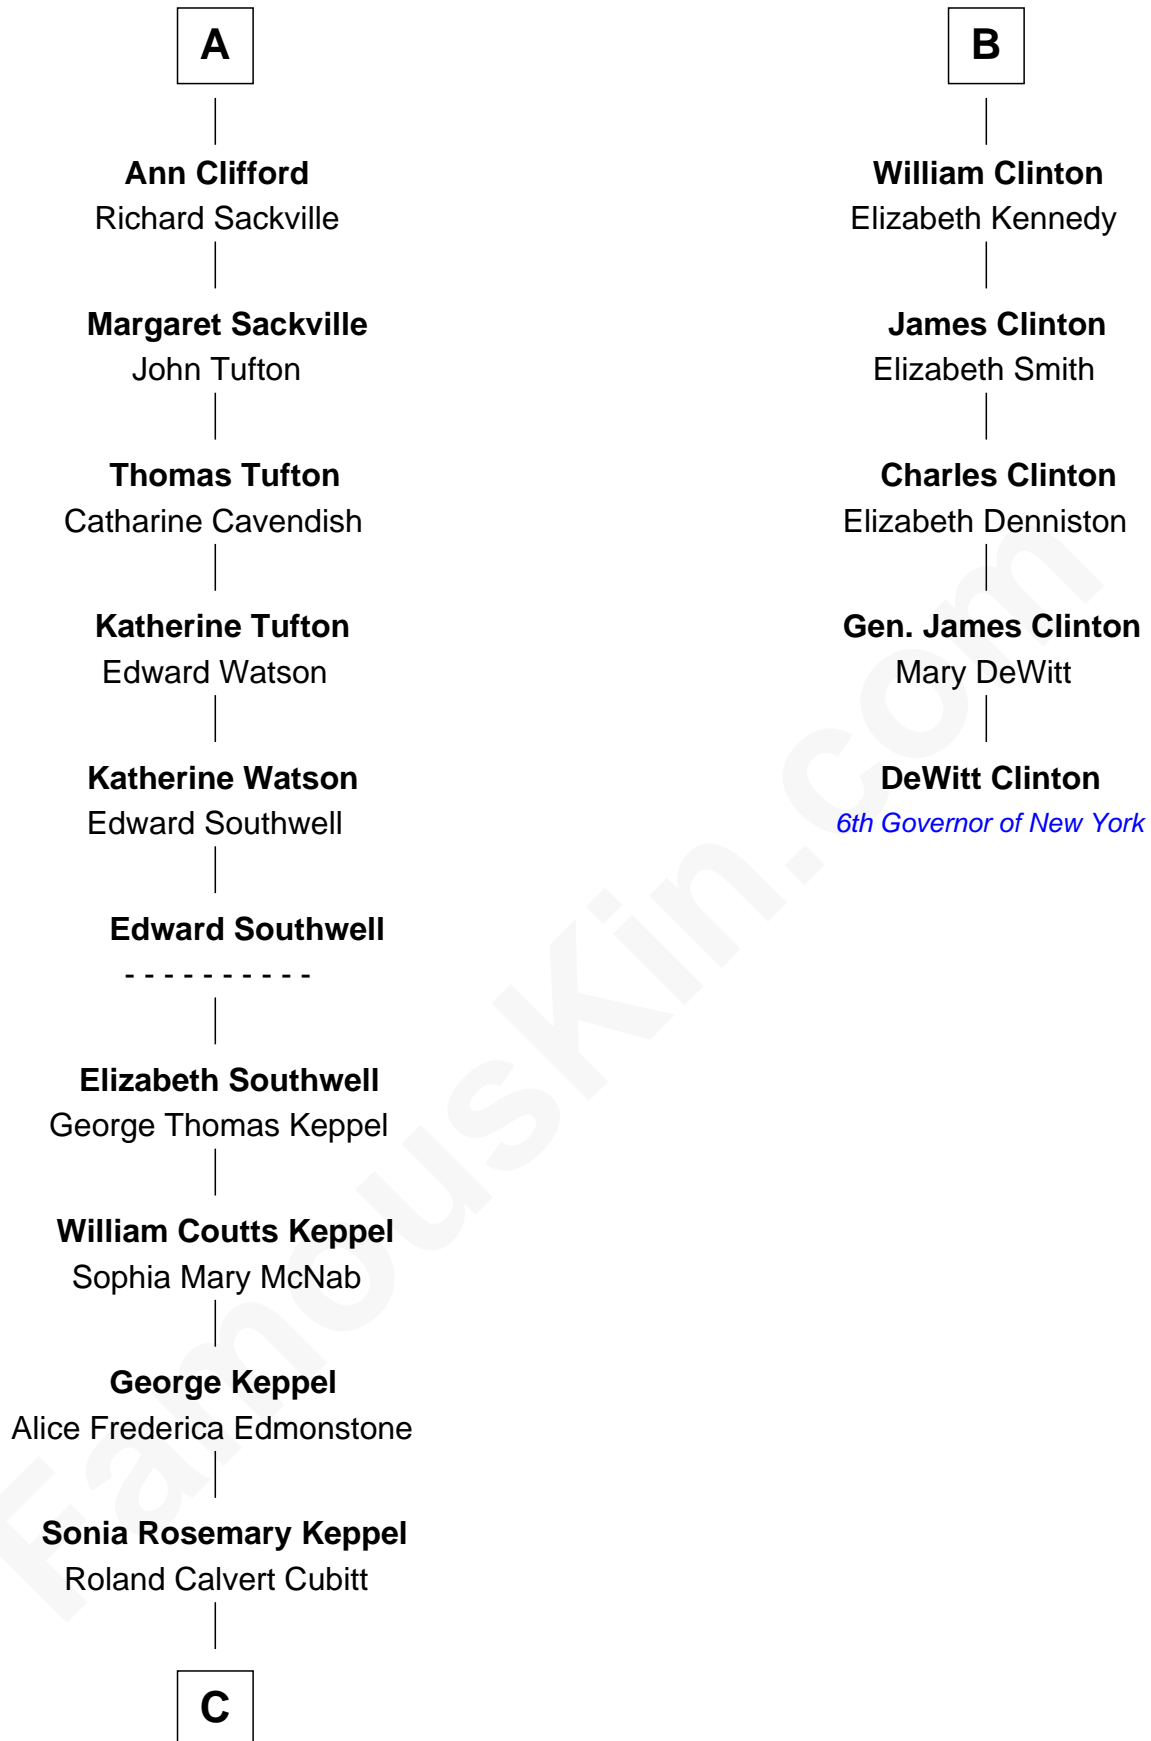 A
Ann Clifford
Richard Sackville
Margaret Sackville
John Tufton
Thomas Tufton
Catharine Cavendish
Katherine Tufton
Edward Watson
Katherine Watson
Edward Southwell
Edward Southwell
- - - - - - - - - -
Elizabeth Southwell
George Thomas Keppel
William Coutts Keppel
Sophia Mary McNab
George Keppel
Alice Frederica Edmonstone
Sonia Rosemary Keppel
Roland Calvert Cubitt
C
B
William Clinton
Elizabeth Kennedy
James Clinton
Elizabeth Smith
Charles Clinton
Elizabeth Denniston
Gen. James Clinton
Mary DeWitt
DeWitt Clinton
6th Governor of New York
FamousKin.com